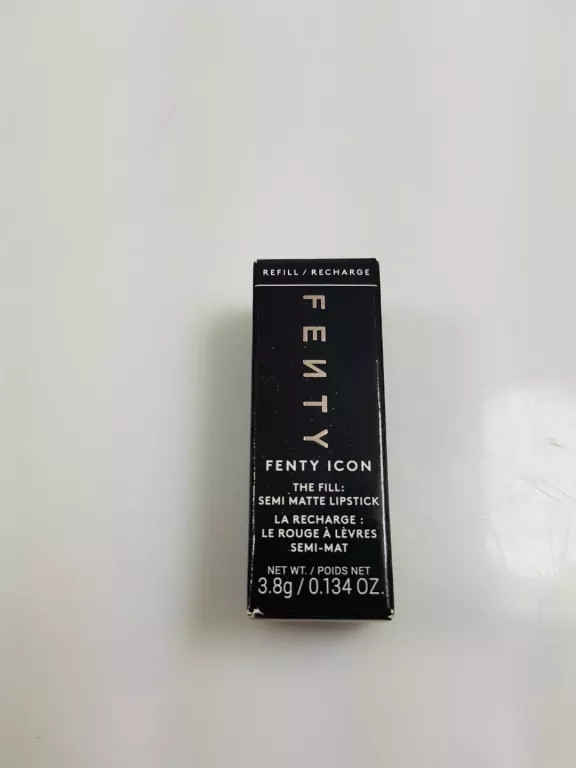 REFILL / RECHARGE
FENTY
FENTY ICON
THE FILL:
SEMI MATTE LIPSTICK
LA RECHARGE :
LE ROUGE À LÈVRES
SEMI-MAT
NET WT. / POIDS NET
3.8g / 0.134 OZ.